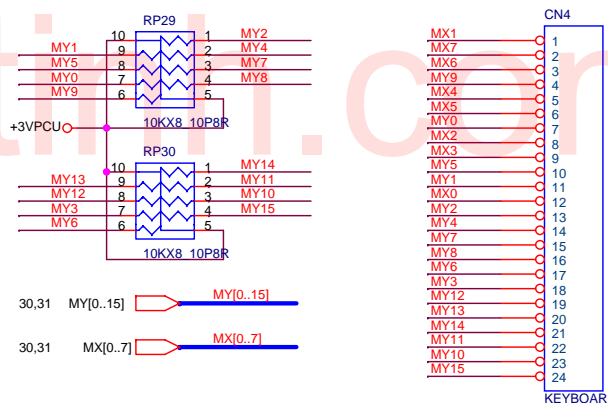 RP29
10 1 MY2
MY1 9 2 MY4
MY5 8 3 MY7
MY0 7 4 MY8
MY9 6 5
+3VPCU
10KX8 10P8R
RP30
10 1 MY14
MY13 9 2 MY11
MY12 8 3 MY10
MY3 7 4 MY15
MY6 6 5
10KX8 10P8R
30,31 MY[0..15] MY[0..15]
30,31 MX[0..7] MX[0..7]
CN4
MX1 1
MX7 2
MX6 3
MY9 4
MX4 5
MX5 6
MY0 7
MX2 8
MX3 9
MY5 10
MY1 11
MX0 12
MY2 13
MY4 14
MY7 15
MY8 16
MY6 17
MY3 18
MY12 19
MY13 20
MY14 21
MY11 22
MY10 23
MY15 24
KEYBOAR
tinh.com